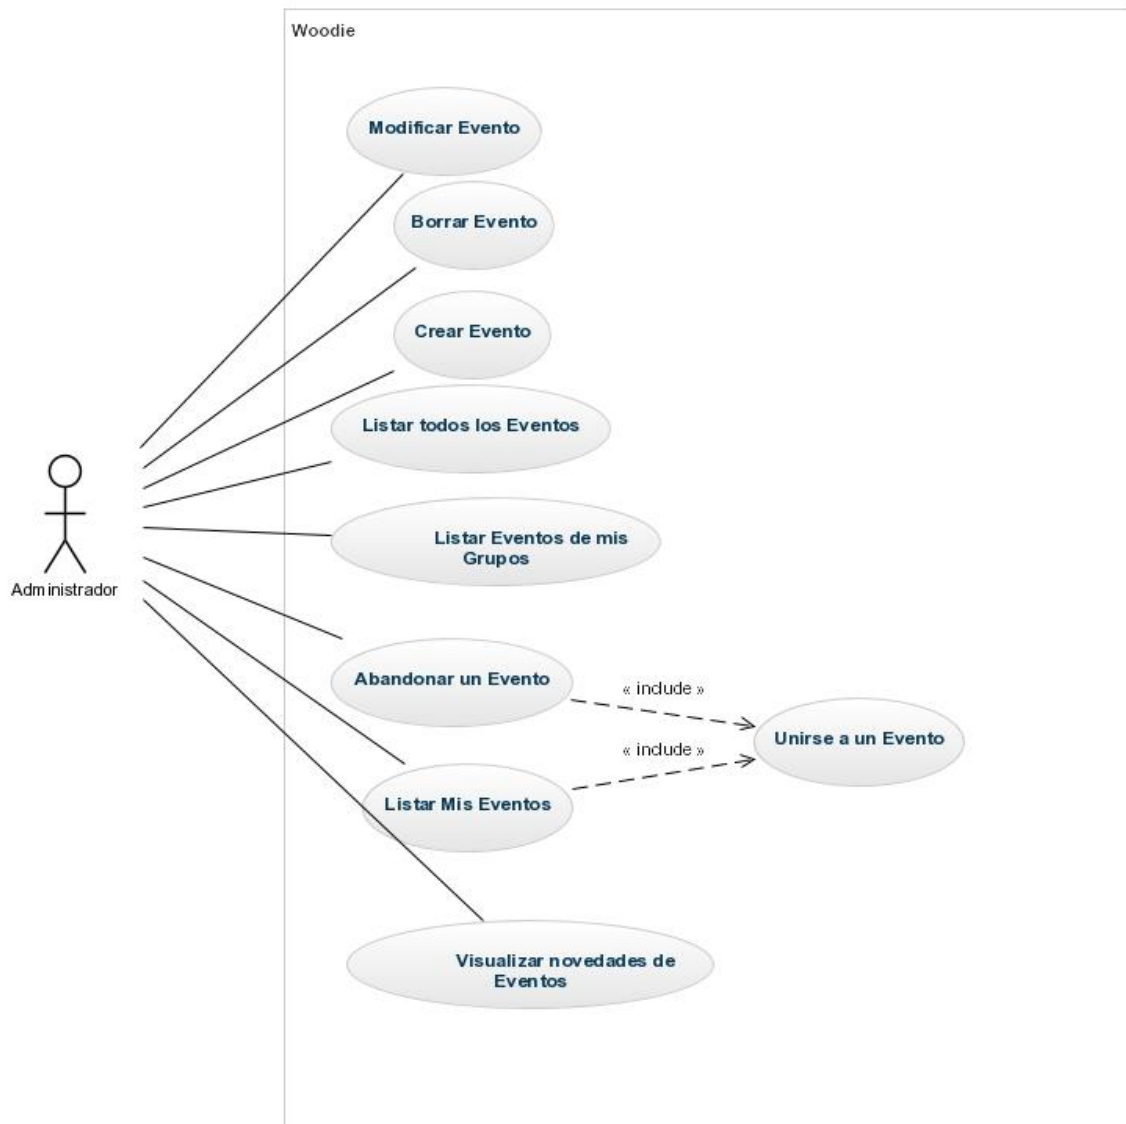 Woodie
Modificar Evento
Borrar Evento
Crear Evento
Listar todos los Eventos
Listar Eventos de mis
Grupos
Administrador
Abandonar un Evento
« include »
Unirse a un Evento
« include »
Listar Mis Eventos
Visualizar novedades de
Eventos